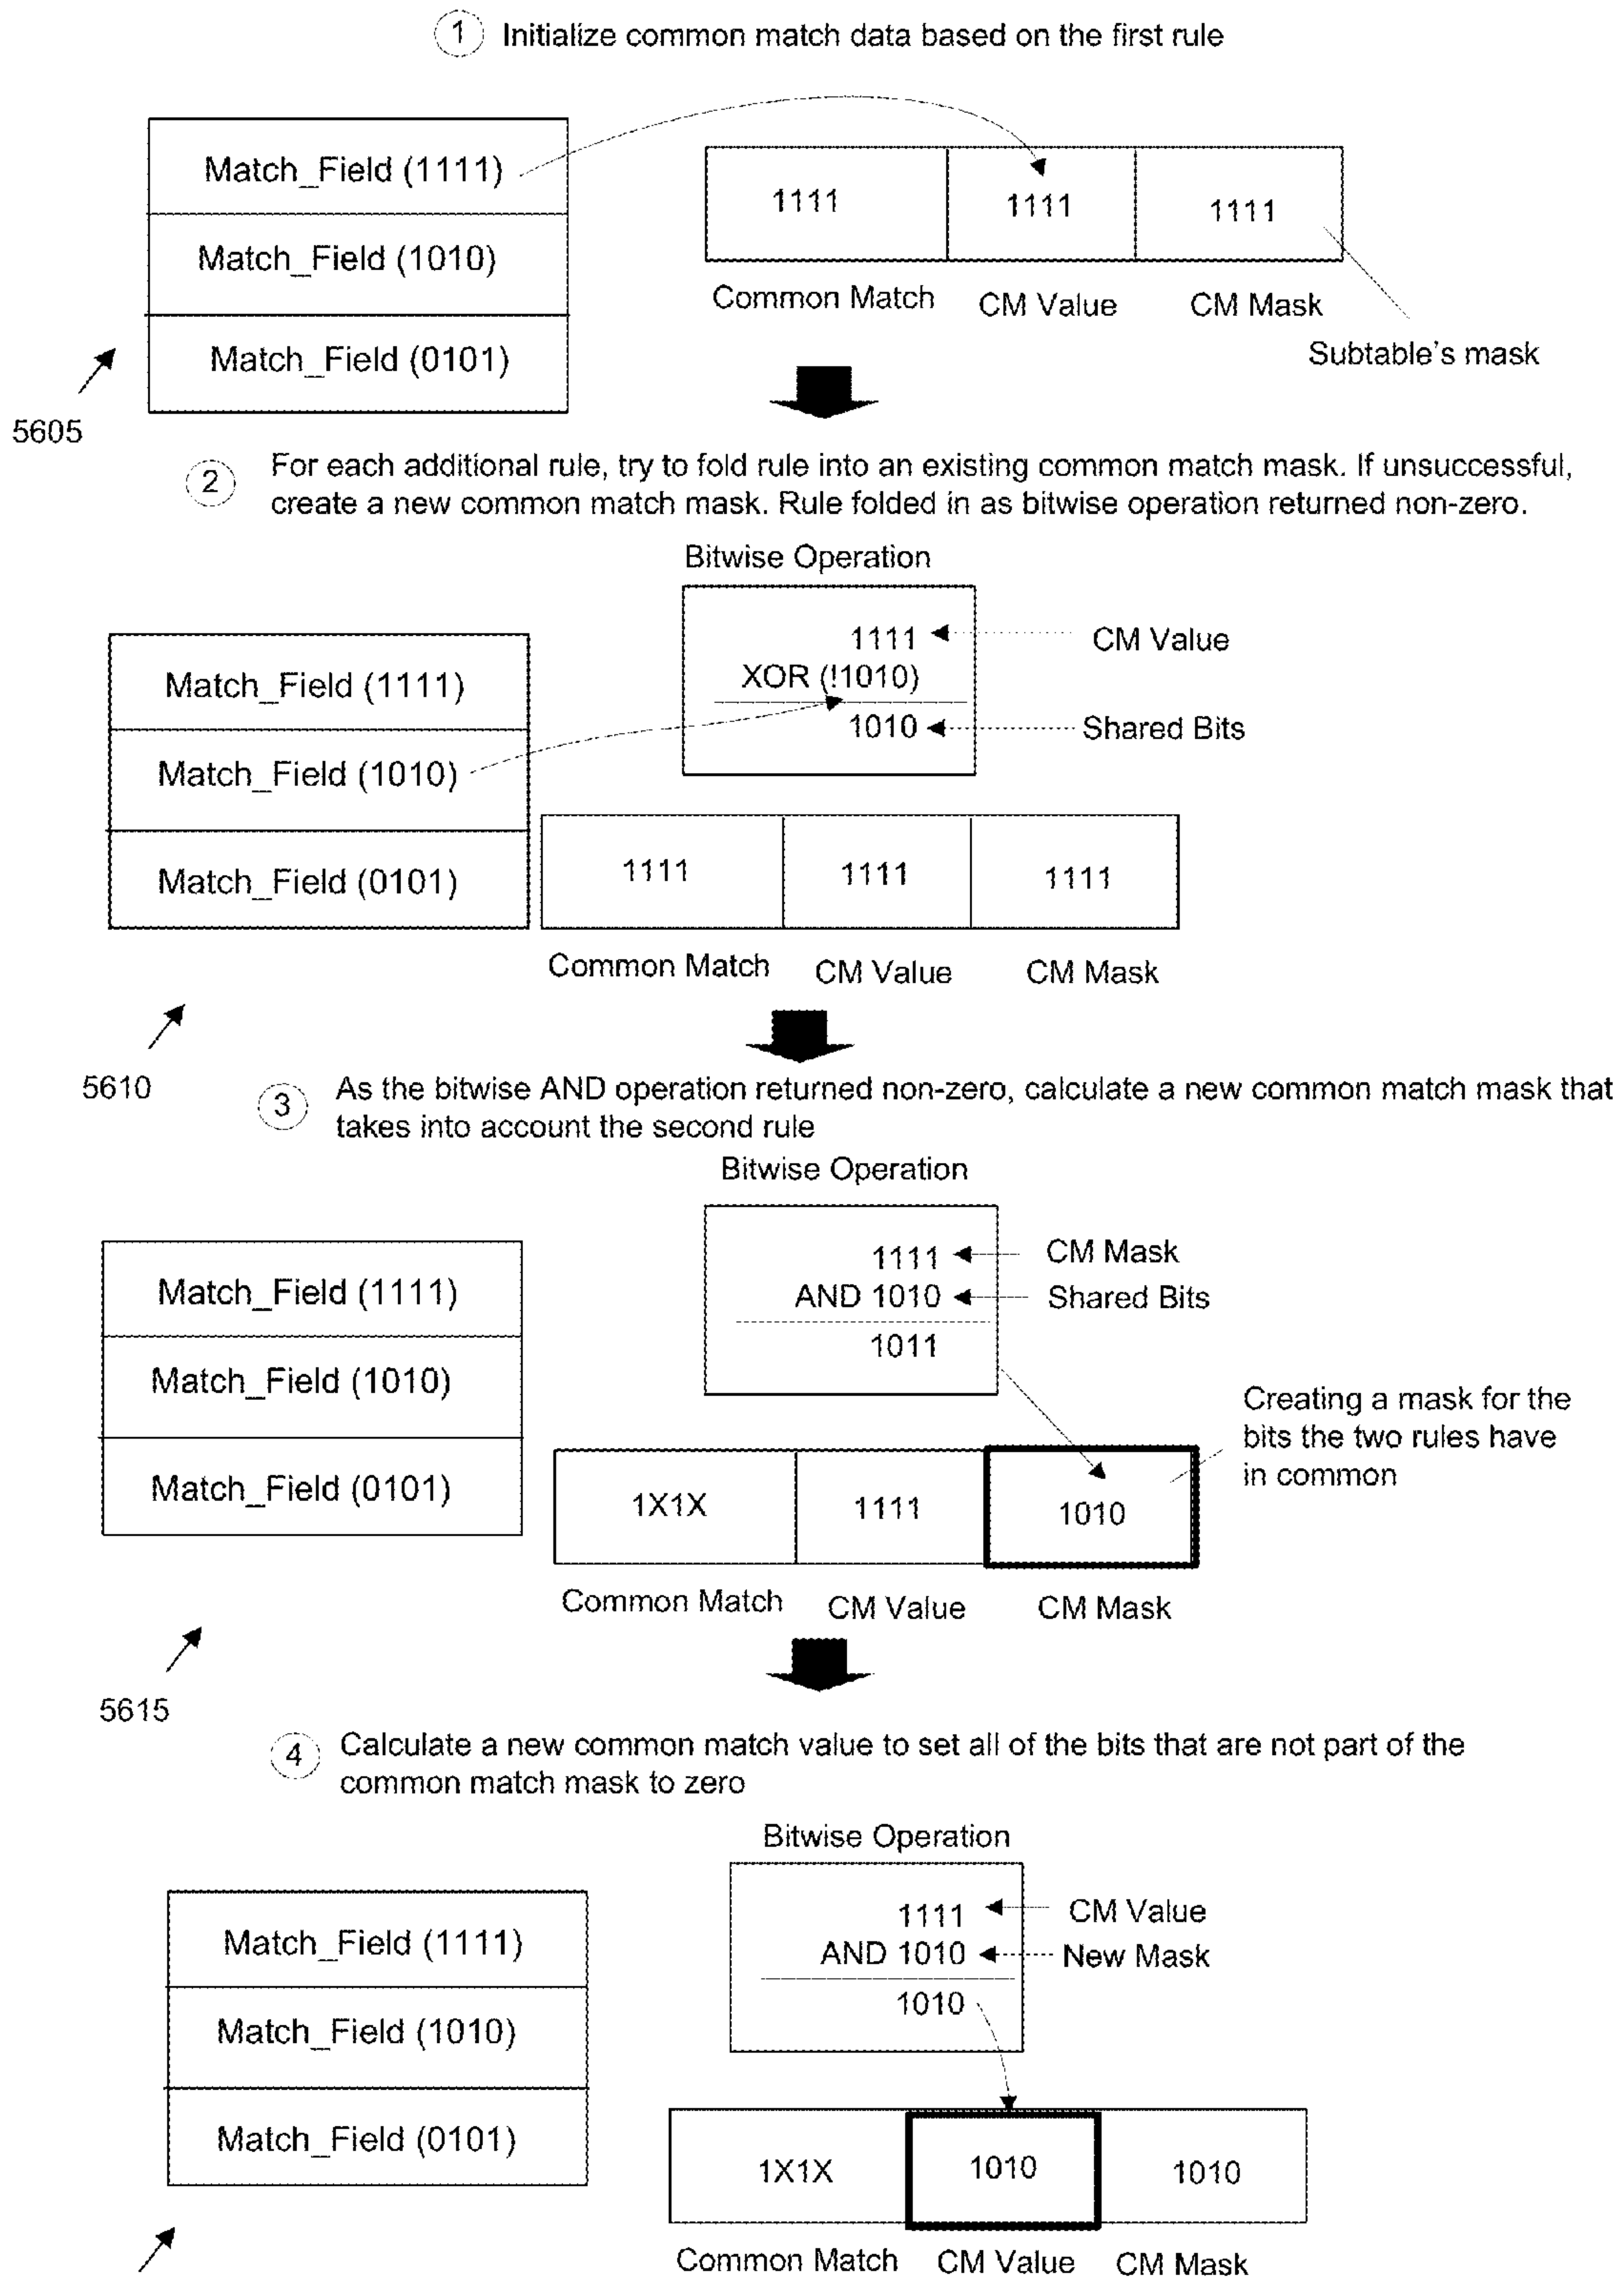 1 Initialize common match data based on the first rule
Match_Field (1111)
Match_Field (1010)
Match_Field (0101)
1111 1111 1111
Common Match CM Value CM Mask
Subtable's mask
5605
2 For each additional rule, try to fold rule into an existing common match mask. If unsuccessful,
create a new common match mask. Rule folded in as bitwise operation returned non-zero.
Bitwise Operation
1111 CM Value
XOR (!1010)
1010 Shared Bits
Match_Field (1111)
Match_Field (1010)
Match_Field (0101)
1111 1111 1111
Common Match CM Value CM Mask
5610
3 As the bitwise AND operation returned non-zero, calculate a new common match mask that
takes into account the second rule
Bitwise Operation
1111 CM Mask
AND 1010 Shared Bits
1011
Match_Field (1111)
Match_Field (1010)
Match_Field (0101)
Creating a mask for the
bits the two rules have
in common
1X1X 1111 1010
Common Match CM Value CM Mask
5615
4 Calculate a new common match value to set all of the bits that are not part of the
common match mask to zero
Bitwise Operation
1111 CM Value
AND 1010 New Mask
1010
Match_Field (1111)
Match_Field (1010)
Match_Field (0101)
1X1X 1010 1010
Common Match CM Value CM Mask